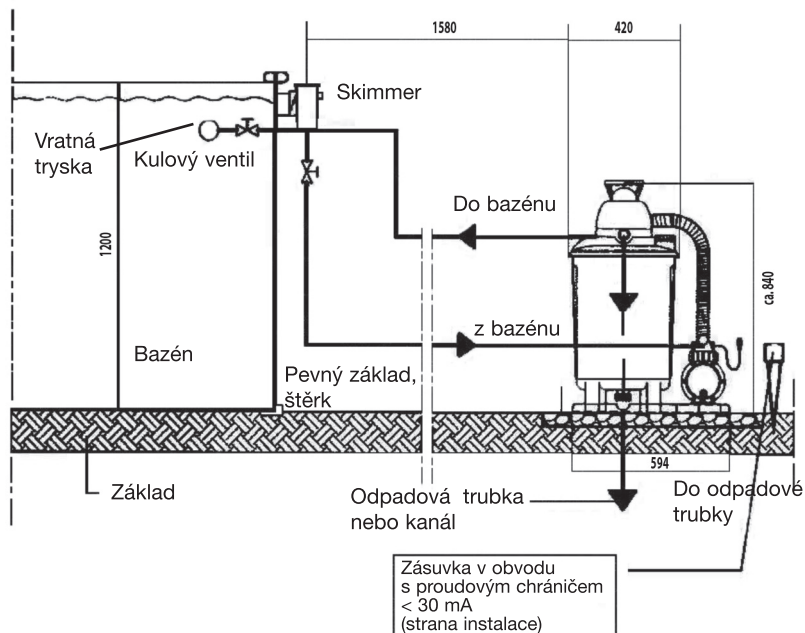 1580
420
Skimmer
Vratná
tryska
Kulový ventil
Do bazénu
1200
ca.840
z bazénu
Bazén
Pevný základ,
štěrk
594
Základ
Odpadová trubka
nebo kanál
Do odpadové
trubky
Zásuvka v obvodu
s proudovým chráničem
< 30 mA
(strana instalace)